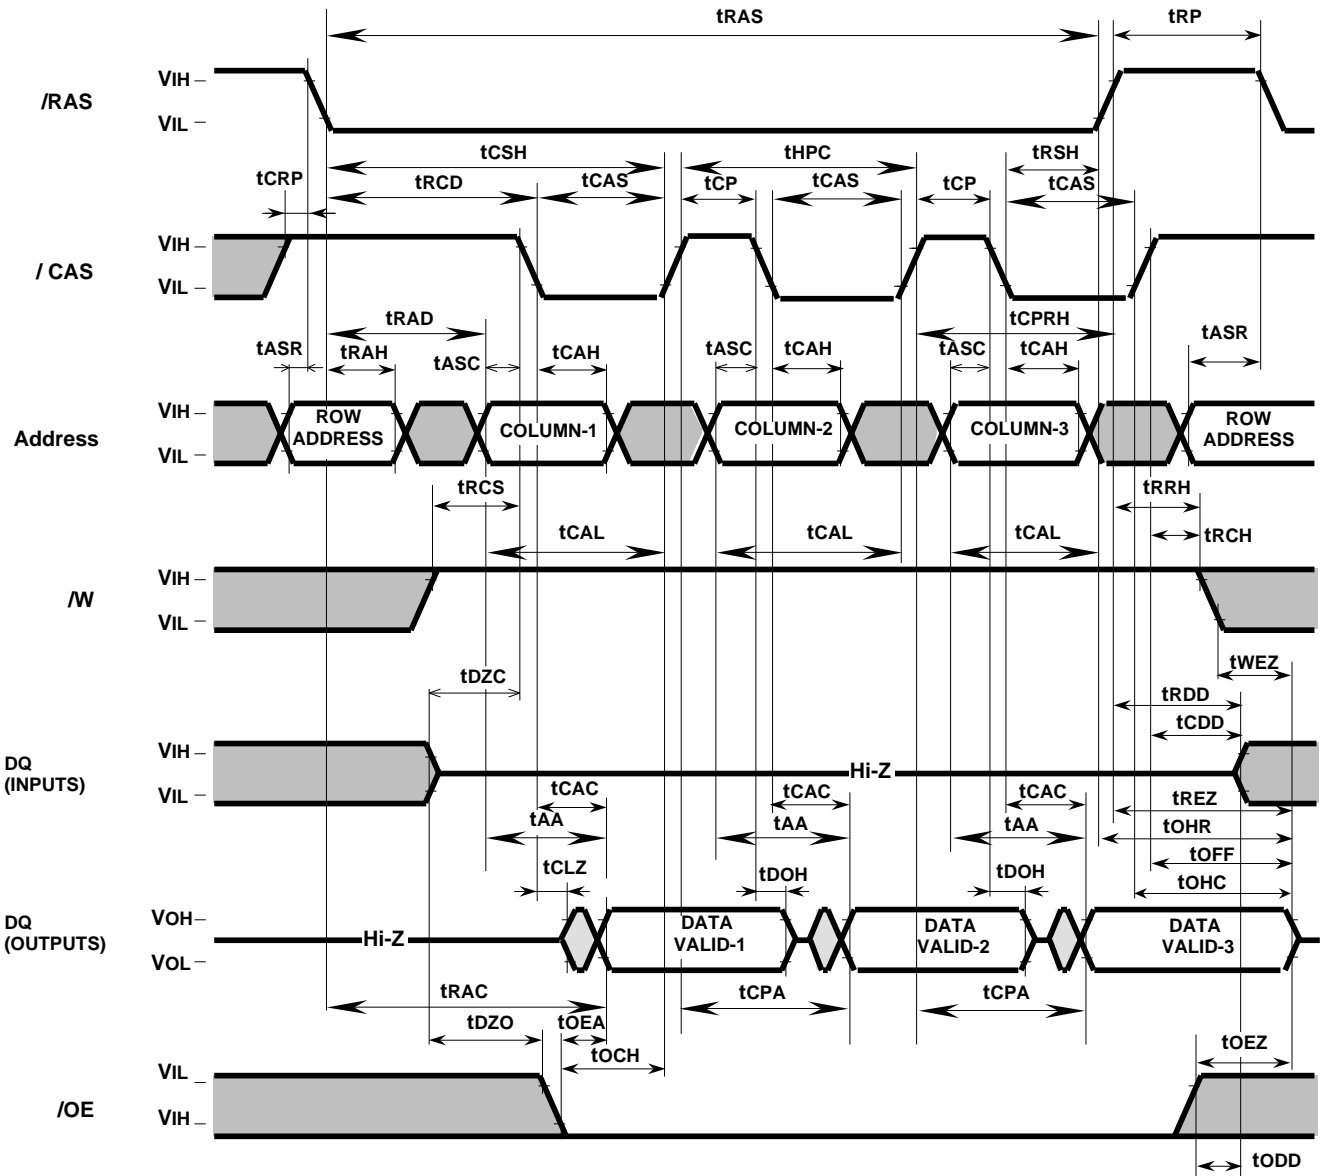 tRAS tRP
VIH
/RAS
VIL
tCSH tHPC tRSH
tCRP tRCD tCAS tCP tCAS tCP tCAS
VIH
/ CAS
VIL
tRAD tCPRH tASR
tASR tRAH tASC tCAH tASC tCAH tASC tCAH
VIH
Address
VIL
ROW ADDRESS
COLUMN-1
COLUMN-2
COLUMN-3
ROW ADDRESS
tRCS tRRH
tCAL tCAL tCAL tRCH
VIH
/W
VIL
tWEZ
tDZC tRDD
tCDD
VIH
DQ
(INPUTS)
VIL
Hi-Z
tCAC tCAC tCAC tREZ
tAA tAA tAA tOHR
tCLZ tDOH tDOH tOFF
tOHC
VOH
DQ
(OUTPUTS)
VOL
Hi-Z
DATA VALID-1
DATA VALID-2
DATA VALID-3
tRAC tCPA tCPA
tDZO tOEA
tOCH tOEZ
VIL
/OE
VIH
tODD